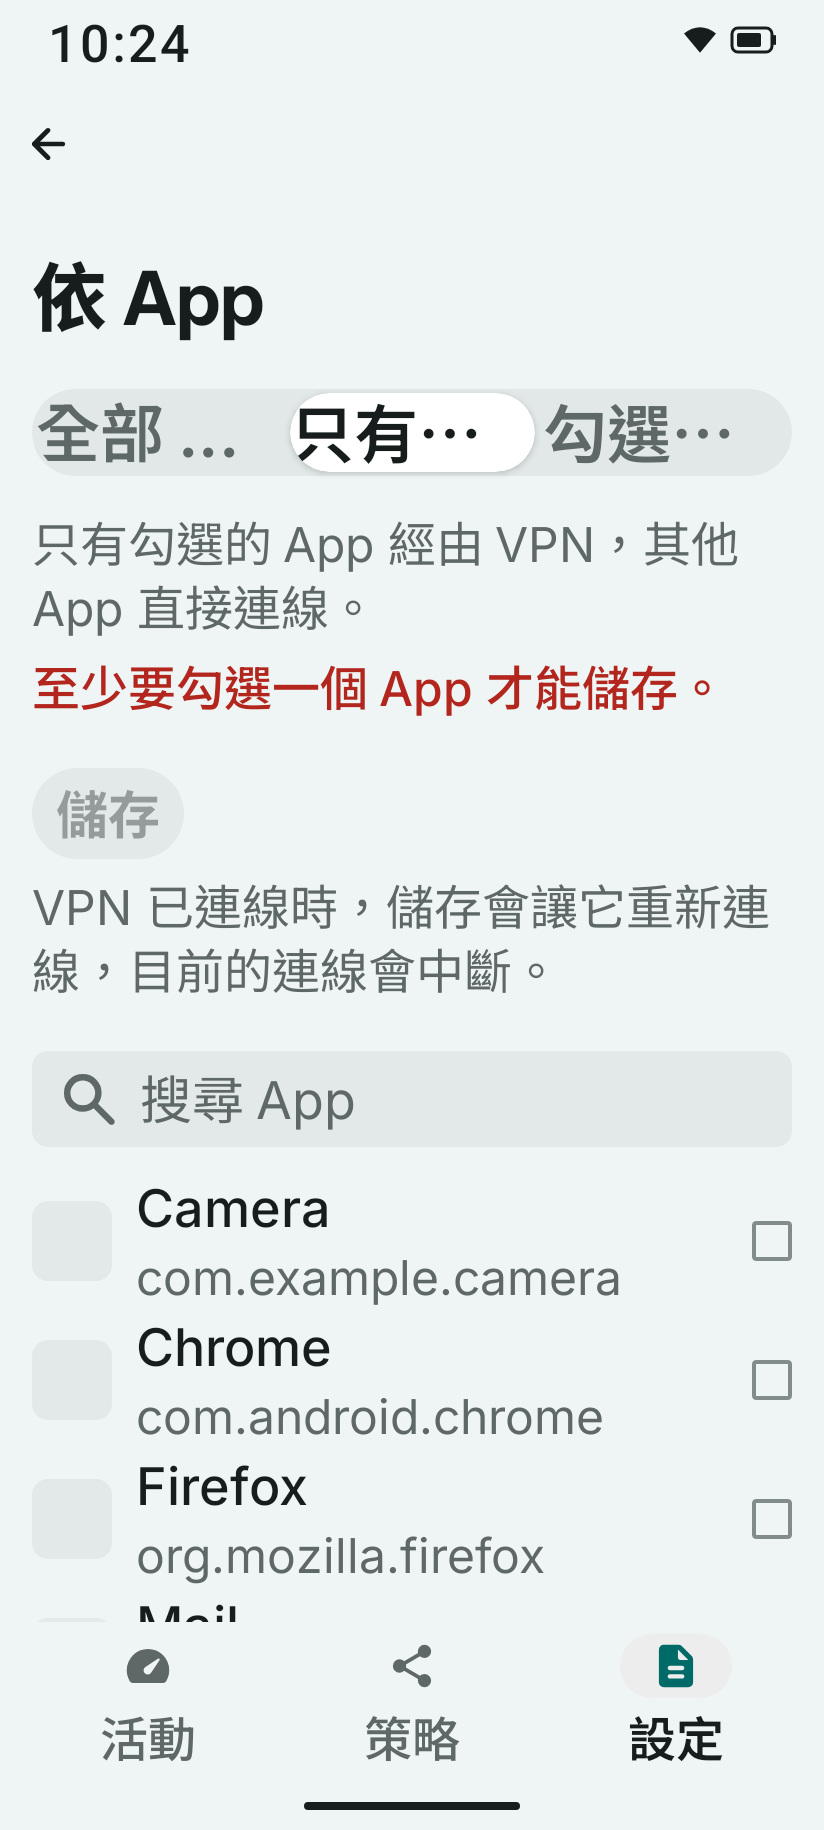 10:24
依 App
全部 ...
只有…
勾選…
只有勾選的 App 經由 VPN，其他
App 直接連線。
至少要勾選一個 App 才能儲存。
儲存
VPN 已連線時，儲存會讓它重新連
線，目前的連線會中斷。
搜尋 App
Camera
com.example.camera
Chrome
com.android.chrome
Firefox
org.mozilla.firefox
Mail
活動
策略
設定